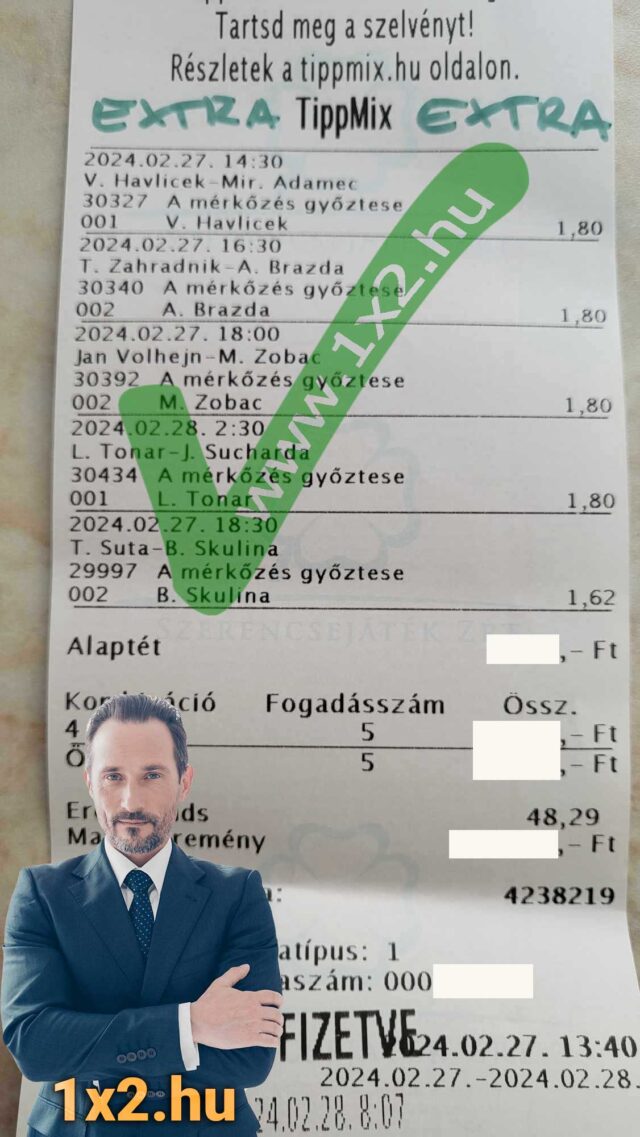 Tartsd meg a szelvényt!
Részletek a tippmix.hu oldalon.
EXTRA TippMix EXTRA
2024.02.27. 14:30
V. Havlicek-Mir. Adamec
30327 A mérkőzés győztese
001 V. Havlicek 1,80
2024.02.27. 16:30
T. Zahradnik-A. Brazda
30340 A mérkőzés győztese
002 A. Brazda 1,80
2024.02.27. 18:00
Jan Volhejn-M. Zobac
30392 A mérkőzés győztese
002 M. Zobac 1,80
2024.02.28. 2:30
L. Tonar-J. Sucharda
30434 A mérkőzés győztese
001 L. Tonar 1,80
2024.02.27. 18:30
T. Suta-B. Skulina
29997 A mérkőzés győztese
002 B. Skulina 1,62
www 1x2.hu
SZERENCSEJÁTÉK ZRT.
Alaptét ,- Ft
Fogadásszám Össz.
4 5 ,- Ft
5 ,- Ft
48,29
,- Ft
4238219
1
000
FIZETVE
2024.02.27. 13:40
2024.02.27.-2024.02.28.
24.02.28. 8:07
1x2.hu